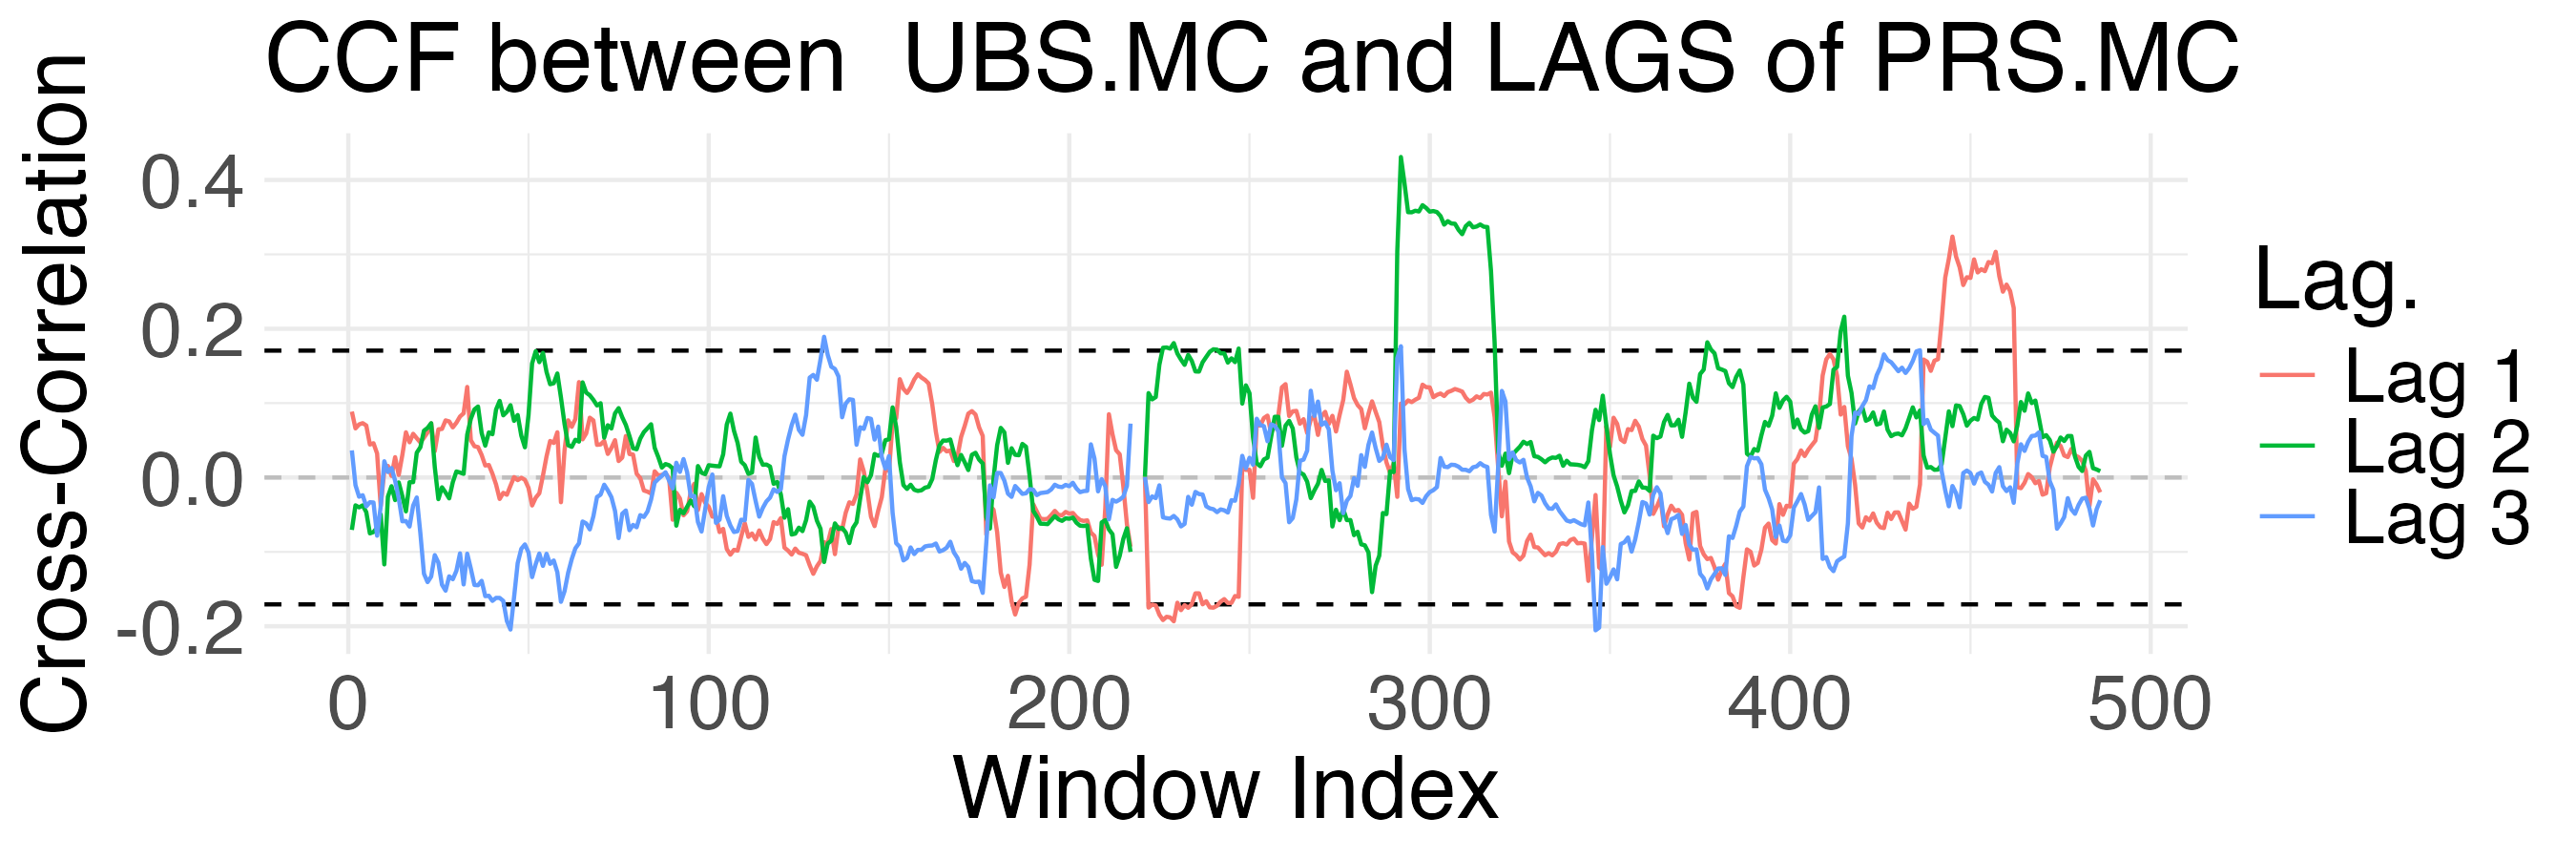 CCF between  UBS.MC and LAGS of PRS.MC
Cross-Correlation
0.4
0.2
0.0
-0.2
0
100
200
300
400
500
Window Index
Lag.
Lag 1
Lag 2
Lag 3